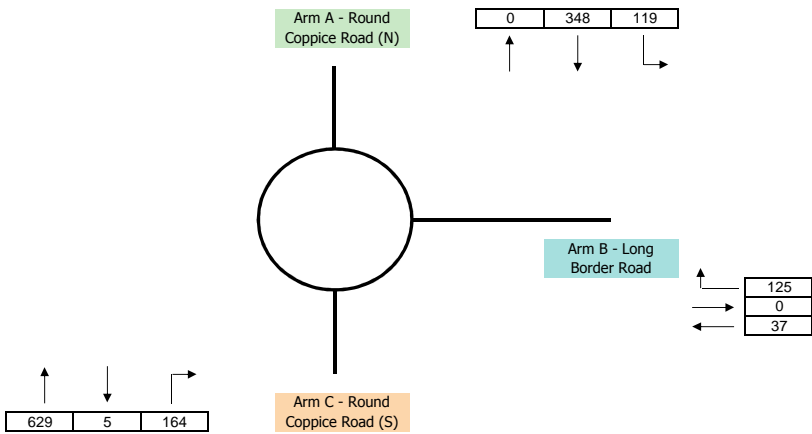 Arm A - Round
Coppice Road (N)
0 348 119
Arm B - Long
Border Road
125
0
37
Arm C - Round
Coppice Road (S)
629 5 164